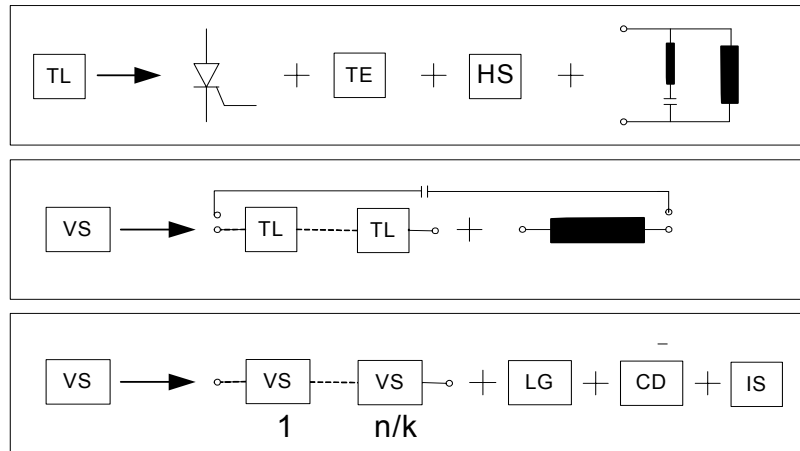 TL + TE + HS +
VS TL TL +
VS VS VS + LG + CD + IS
1 n/k